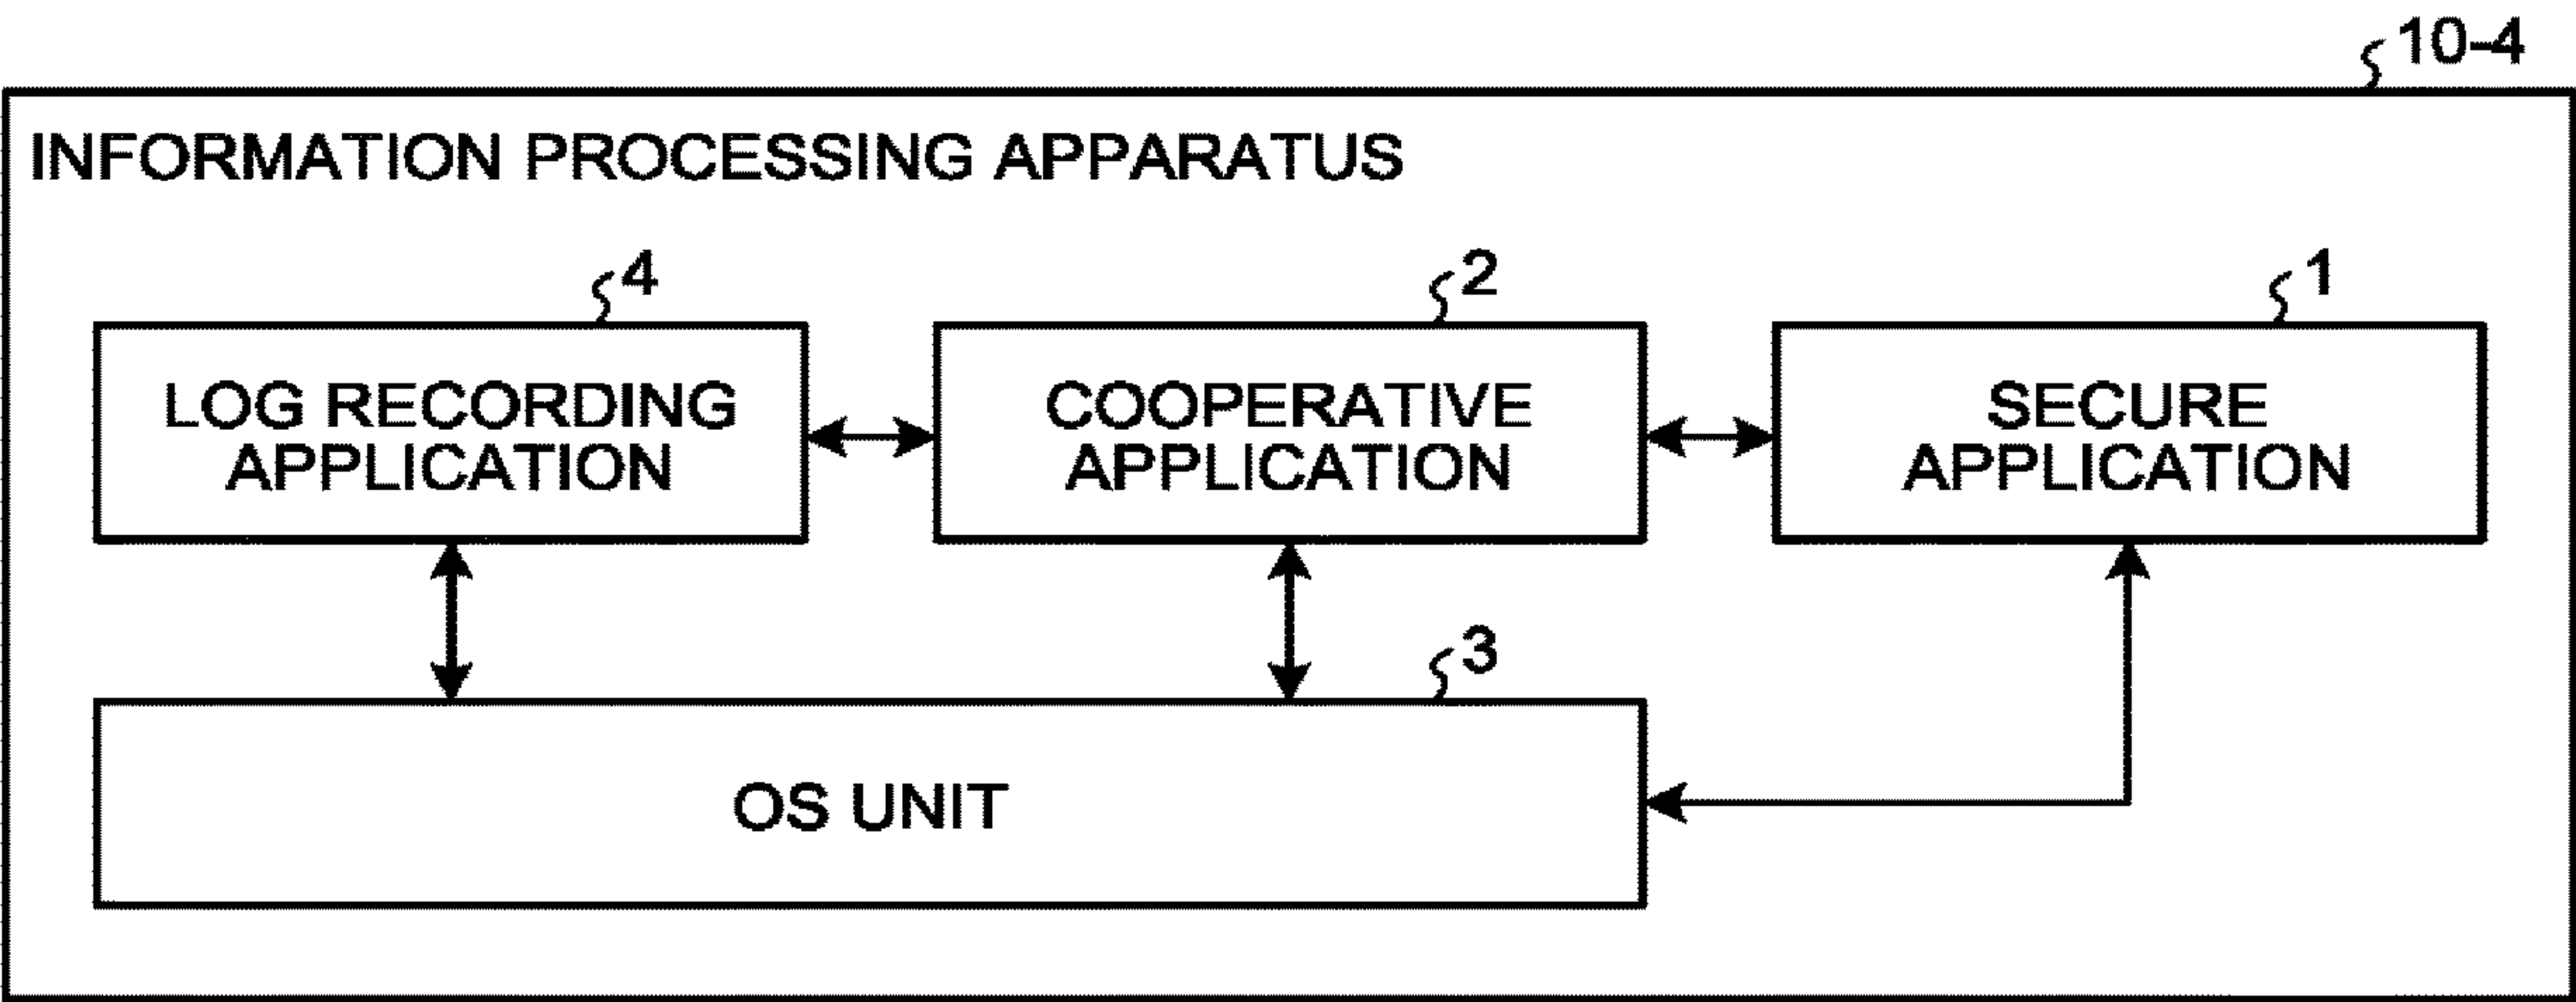 10-4
INFORMATION PROCESSING APPARATUS
4
2
1
LOG RECORDING
APPLICATION
COOPERATIVE
APPLICATION
SECURE
APPLICATION
3
OS UNIT